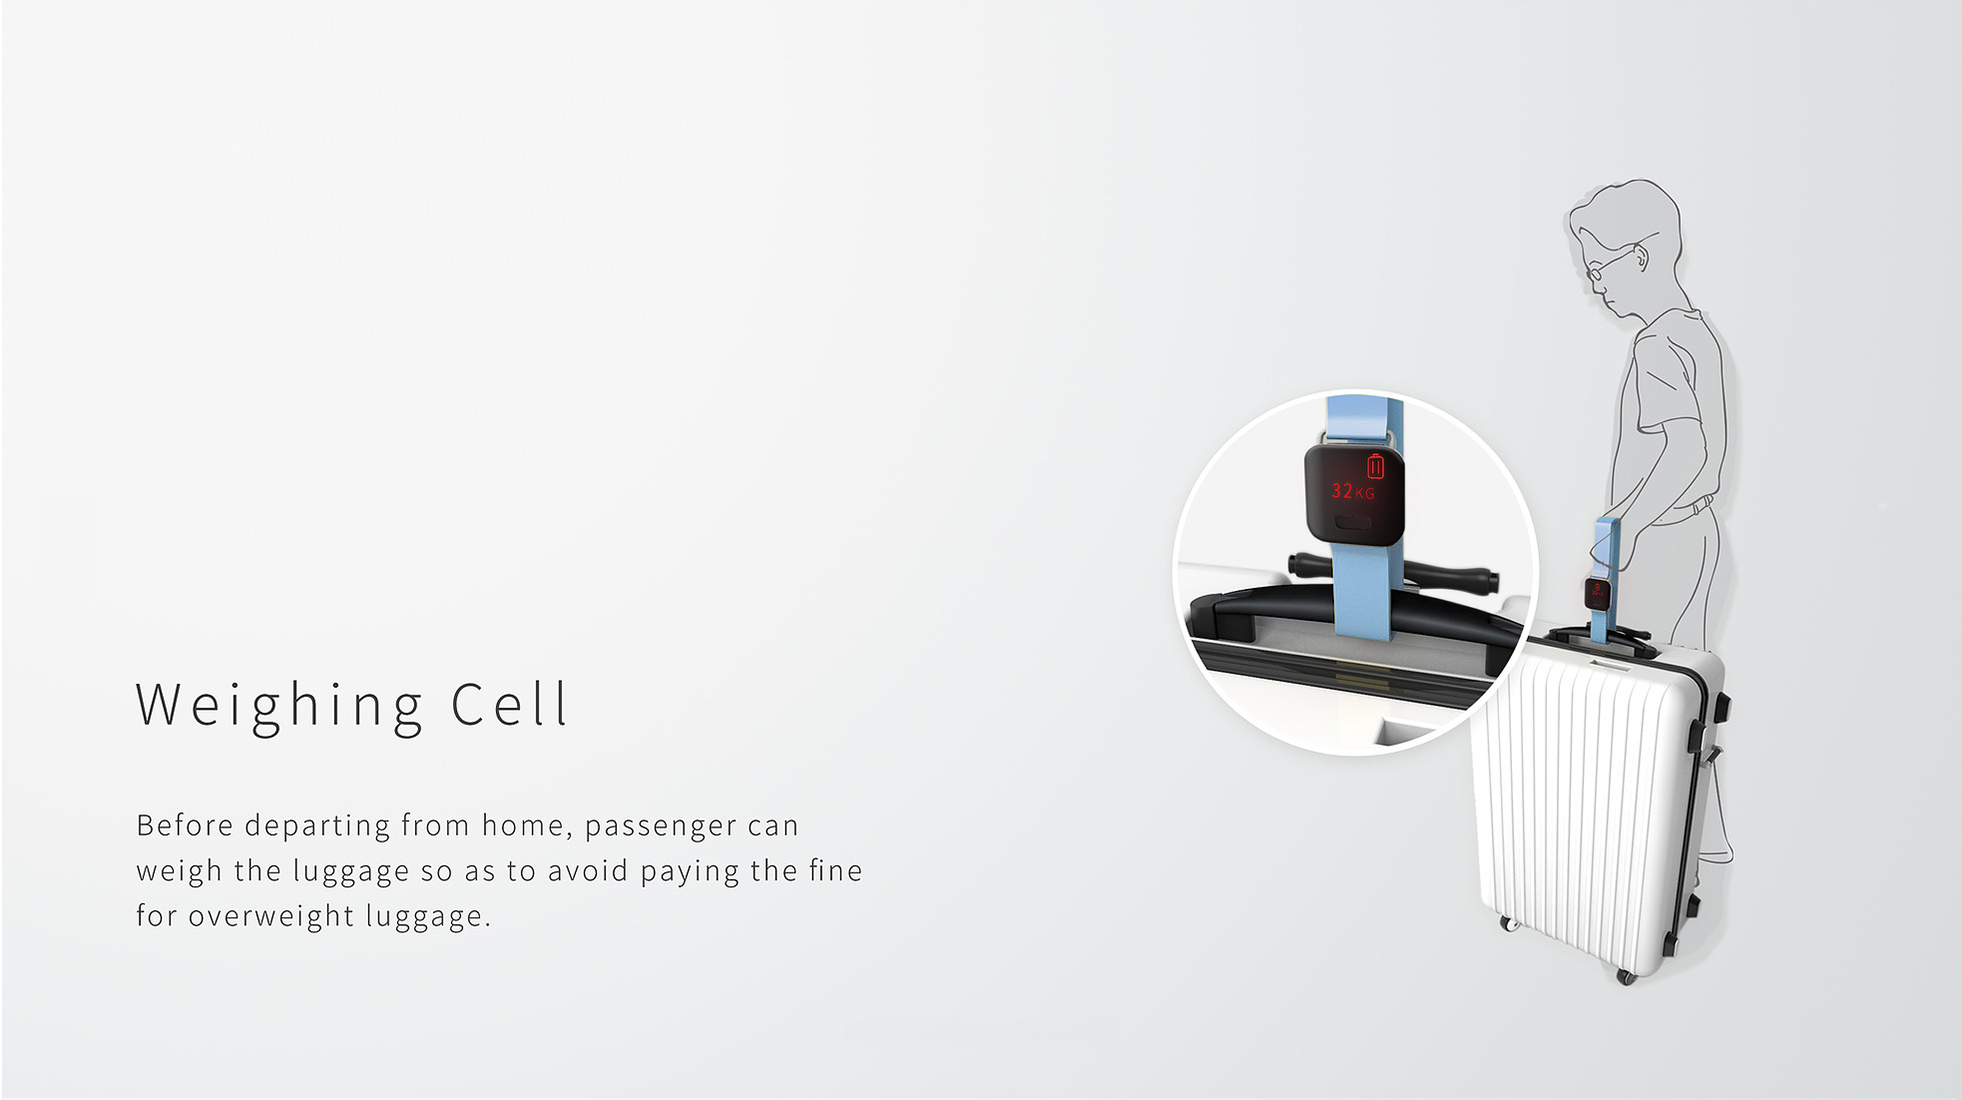 32KG
Weighing Cell
Before departing from home, passenger can
weigh the luggage so as to avoid paying the fine
for overweight luggage.